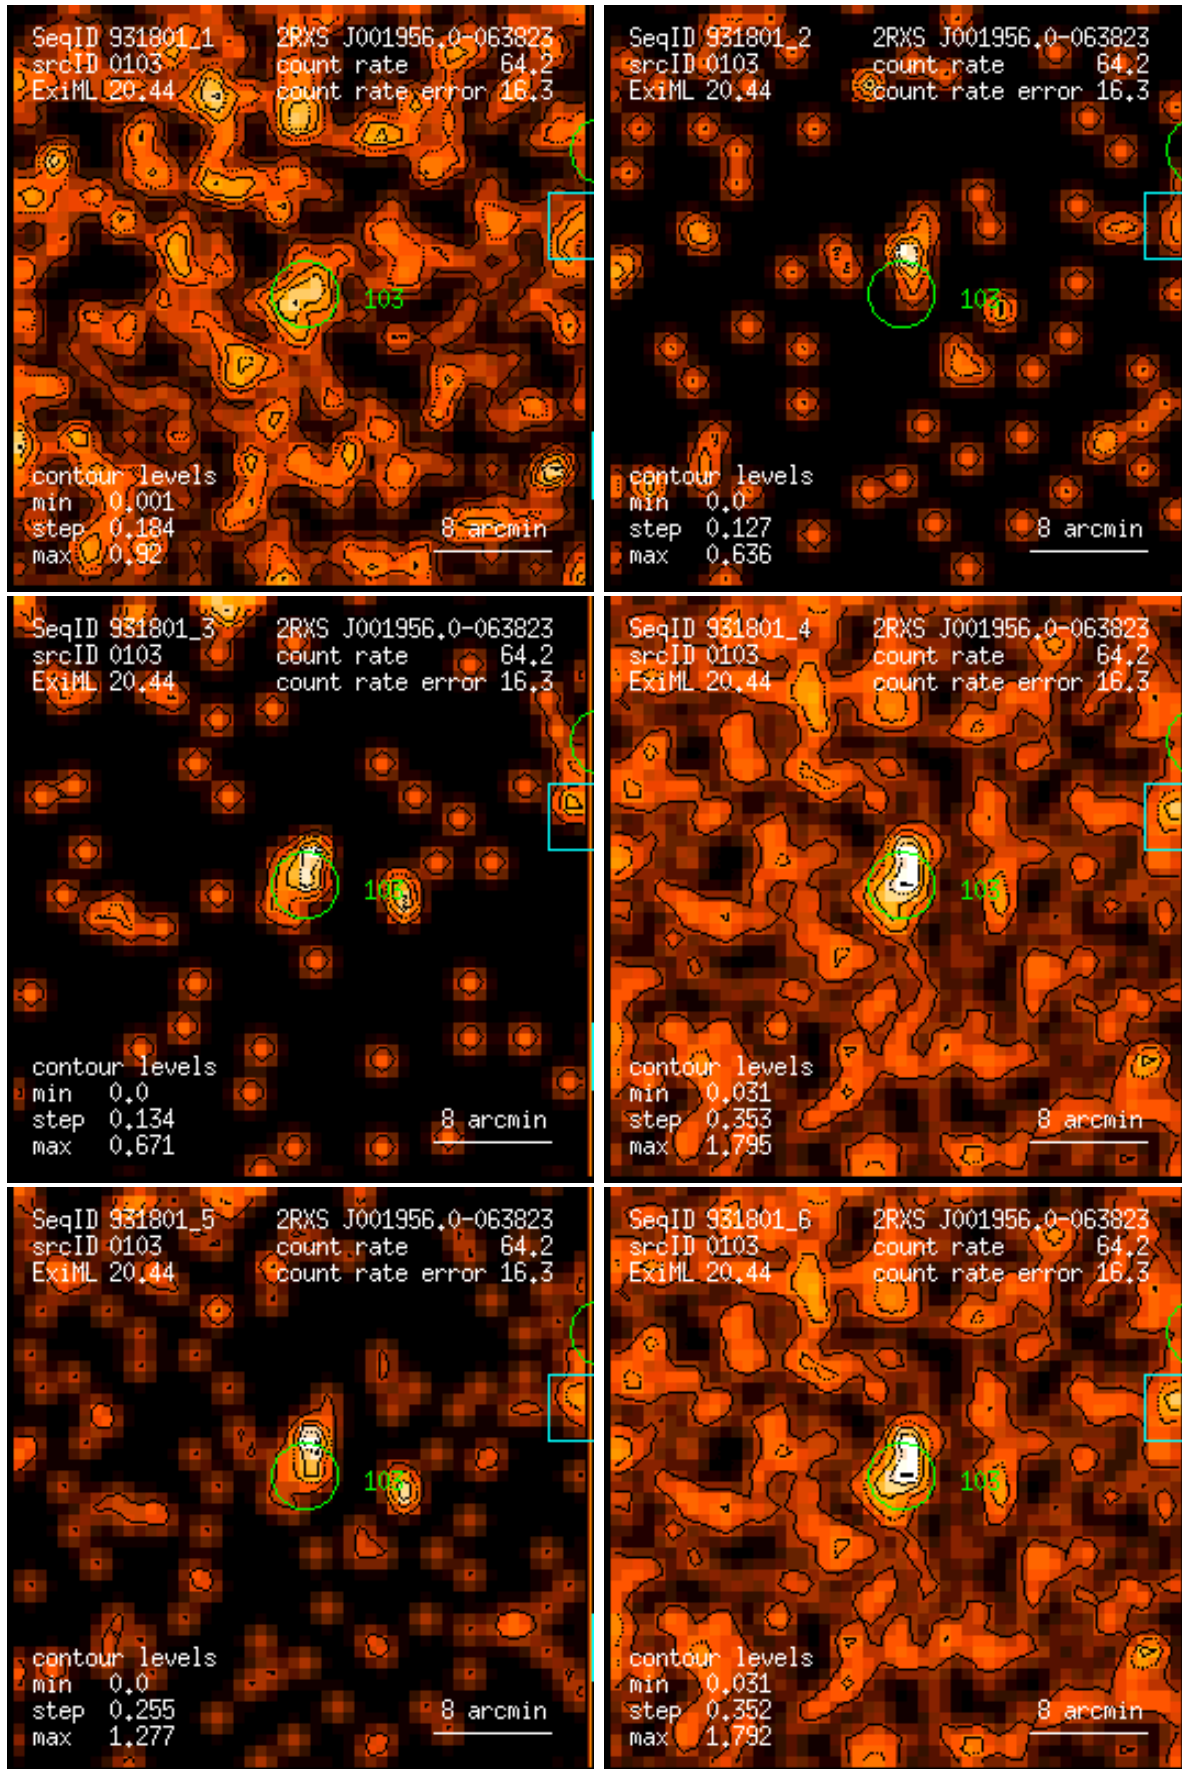 SeqID 931801_1 2RXS J001956.0-063823
srcID 0103 count rate 64.2
ExiML 20.44 count rate error 16.3
103
contour levels
min 0.001
step 0.184
max 0.92
8 arcmin
SeqID 931801_2 2RXS J001956.0-063823
srcID 0103 count rate 64.2
ExiML 20.44 count rate error 16.3
103
contour levels
min 0.0
step 0.127
max 0.636
8 arcmin
SeqID 931801_3 2RXS J001956.0-063823
srcID 0103 count rate 64.2
ExiML 20.44 count rate error 16.3
103
contour levels
min 0.0
step 0.134
max 0.671
8 arcmin
SeqID 931801_4 2RXS J001956.0-063823
srcID 0103 count rate 64.2
ExiML 20.44 count rate error 16.3
103
contour levels
min 0.031
step 0.353
max 1.795
8 arcmin
SeqID 931801_5 2RXS J001956.0-063823
srcID 0103 count rate 64.2
ExiML 20.44 count rate error 16.3
103
contour levels
min 0.0
step 0.255
max 1.277
8 arcmin
SeqID 931801_6 2RXS J001956.0-063823
srcID 0103 count rate 64.2
ExiML 20.44 count rate error 16.3
103
contour levels
min 0.031
step 0.352
max 1.792
8 arcmin